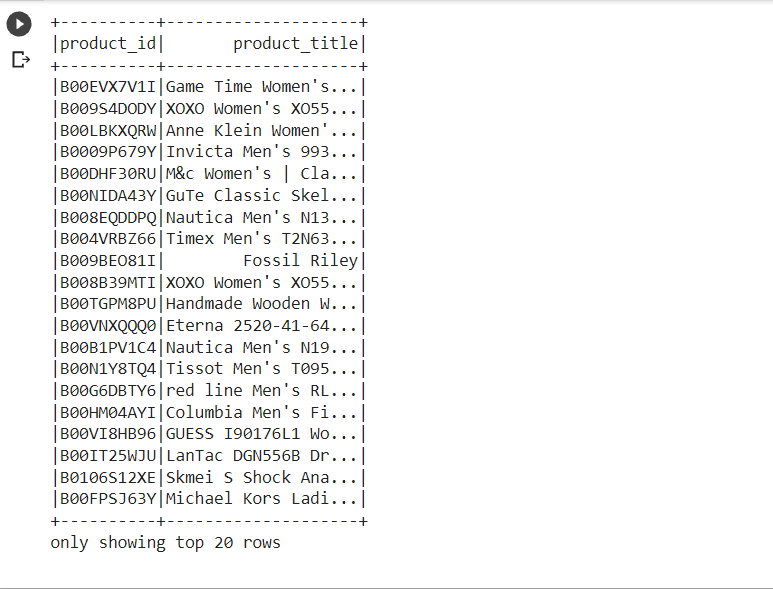 +----------+--------------------+
|product_id|       product_title|
+----------+--------------------+
|B00EVX7V1I|Game Time Women's...|
|B009S4DODY|XOXO Women's XO55...|
|B00LBKXQRW|Anne Klein Women'...|
|B0009P679Y|Invicta Men's 993...|
|B00DHF30RU|M&c Women's | Cla...|
|B00NIDA43Y|GuTe Classic Skel...|
|B008EQDDPQ|Nautica Men's N13...|
|B004VRBZ66|Timex Men's T2N63...|
|B009BEO81I|        Fossil Riley|
|B008B39MTI|XOXO Women's XO55...|
|B00TGPM8PU|Handmade Wooden W...|
|B00VNXQQQ0|Eterna 2520-41-64...|
|B00B1PV1C4|Nautica Men's N19...|
|B00N1Y8TQ4|Tissot Men's T095...|
|B00G6DBTY6|red line Men's RL...|
|B00HM04AYI|Columbia Men's Fi...|
|B00VI8HB96|GUESS I90176L1 Wo...|
|B00IT25WJU|LanTac DGN556B Dr...|
|B0106S12XE|Skmei S Shock Ana...|
|B00FPSJ63Y|Michael Kors Ladi...|
+----------+--------------------+
only showing top 20 rows